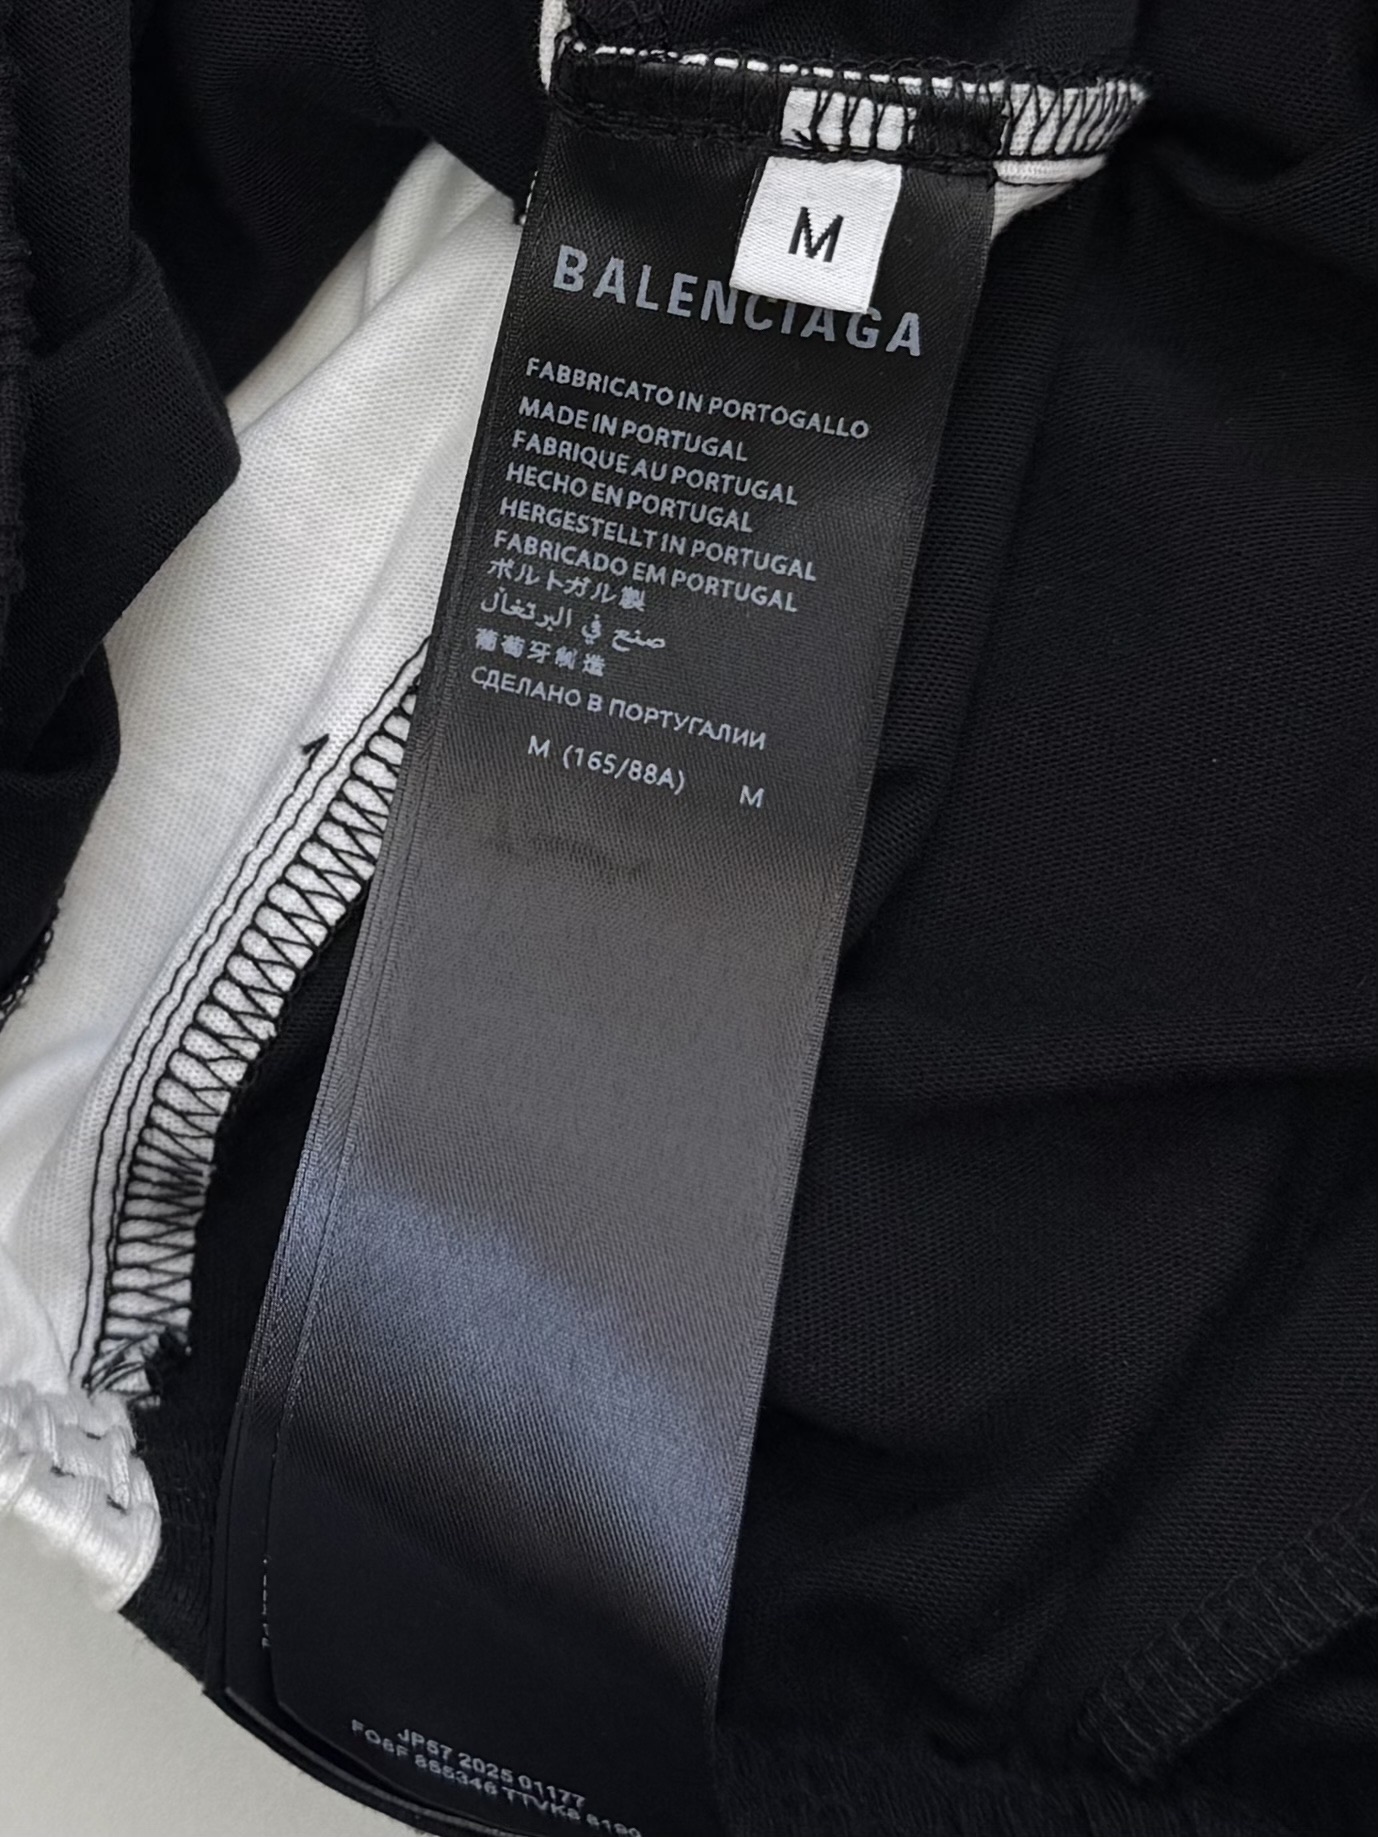 M
BALENCIAGA
FABBRICATO IN PORTOGALLO
MADE IN PORTUGAL
FABRIQUE AU PORTUGAL
HECHO EN PORTUGAL
HERGESTELLT IN PORTUGAL
FABRICADO EM PORTUGAL
ポルトガル製
صنع في البرتغال
葡萄牙制造
СДЕЛАНО В ПОРТУГАЛИИ
M (165/88A) M
JP57 2025 01177